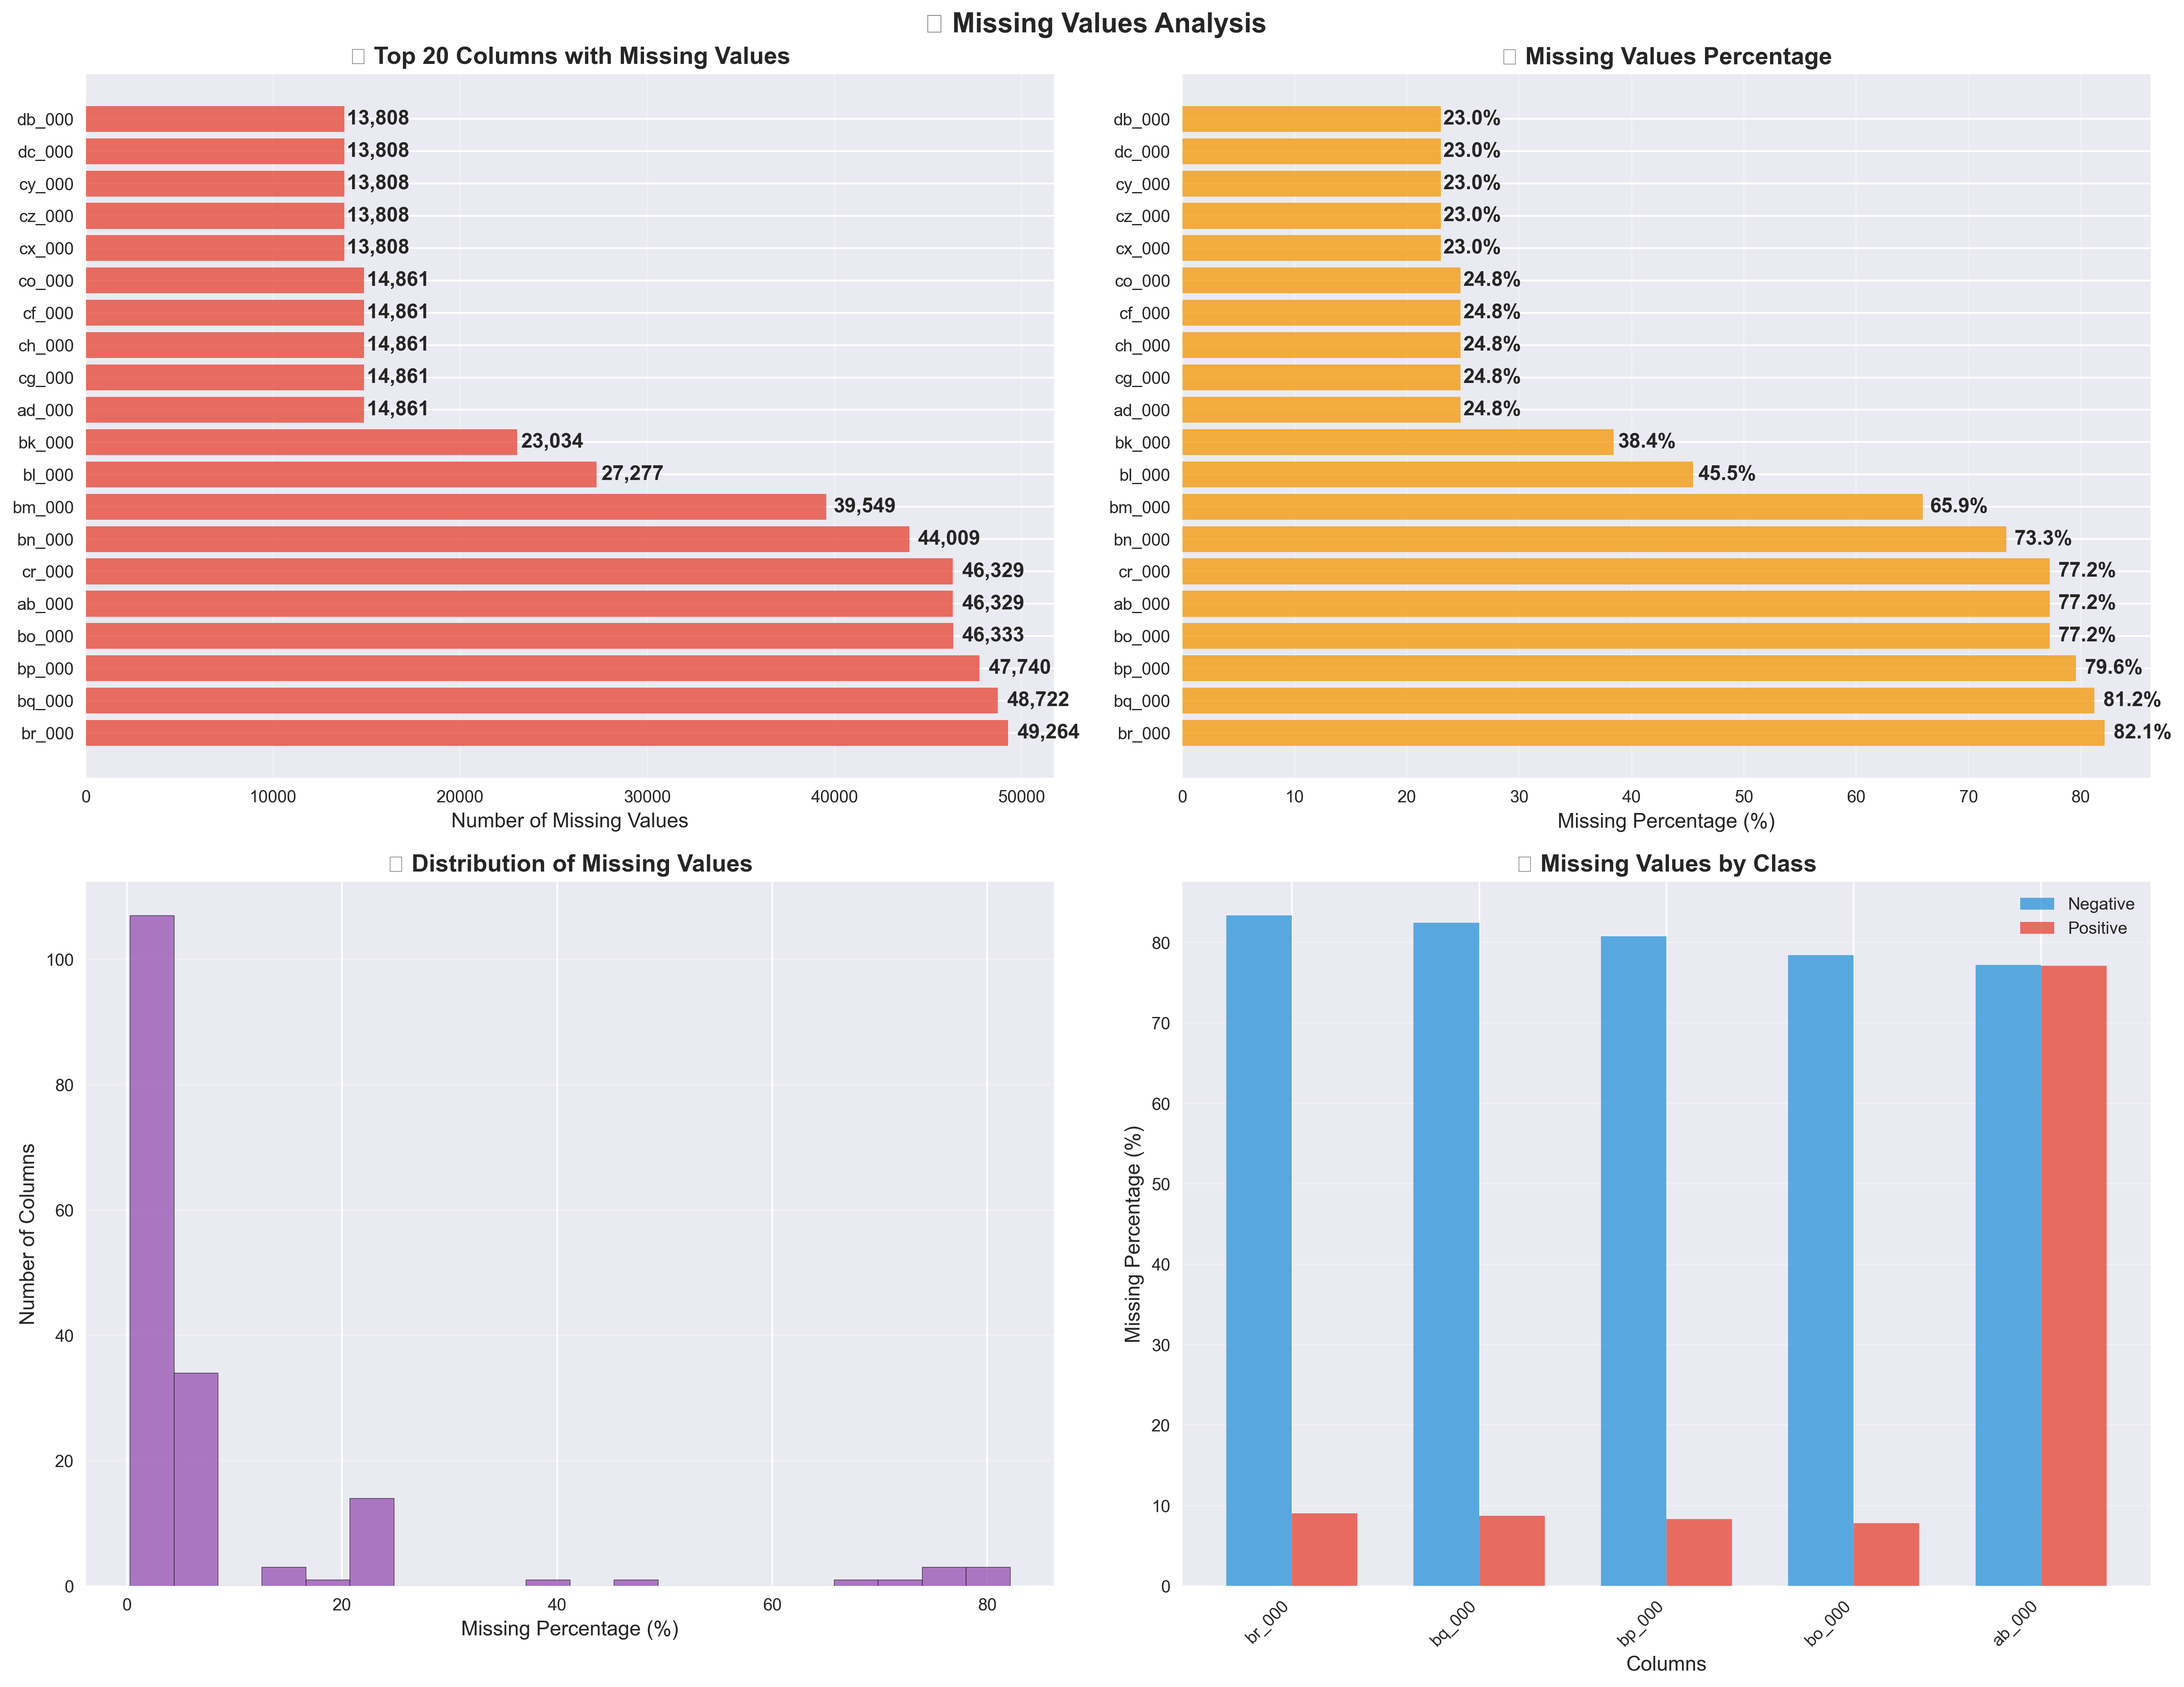 Missing Values Analysis
Top 20 Columns with Missing Values
db_000 13,808
dc_000 13,808
cy_000 13,808
cz_000 13,808
cx_000 13,808
co_000 14,861
cf_000 14,861
ch_000 14,861
cg_000 14,861
ad_000 14,861
bk_000 23,034
bl_000 27,277
bm_000 39,549
bn_000 44,009
cr_000 46,329
ab_000 46,329
bo_000 46,333
bp_000 47,740
bq_000 48,722
br_000 49,264
0 10000 20000 30000 40000 50000
Number of Missing Values
Missing Values Percentage
db_000 23.0%
dc_000 23.0%
cy_000 23.0%
cz_000 23.0%
cx_000 23.0%
co_000 24.8%
cf_000 24.8%
ch_000 24.8%
cg_000 24.8%
ad_000 24.8%
bk_000 38.4%
bl_000 45.5%
bm_000 65.9%
bn_000 73.3%
cr_000 77.2%
ab_000 77.2%
bo_000 77.2%
bp_000 79.6%
bq_000 81.2%
br_000 82.1%
0 10 20 30 40 50 60 70 80
Missing Percentage (%)
Distribution of Missing Values
Number of Columns
100
80
60
40
20
0
0 20 40 60 80
Missing Percentage (%)
Missing Values by Class
Negative
Positive
Missing Percentage (%)
80
70
60
50
40
30
20
10
0
br_000 bq_000 bp_000 bo_000 ab_000
Columns